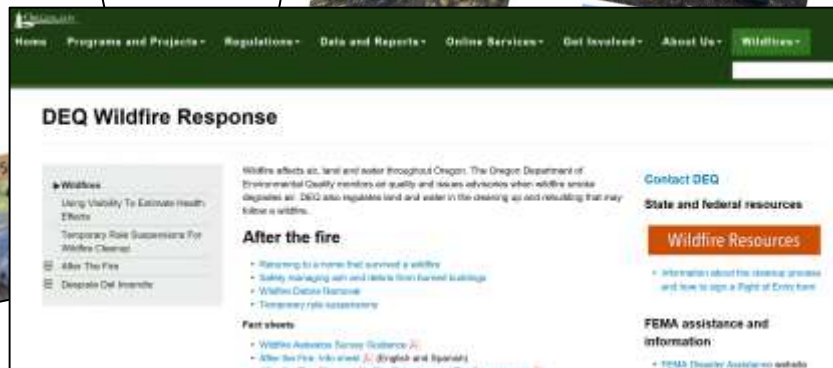 Home Programs and Projects Regulations Data and Reports Online Services Get Involved About Us Wildfires
DEQ Wildfire Response
Wildfires
Using Visibility To Estimate Health
Effects
Temporary Rule Suspensions For
Wildfire Cleanup
After The Fire
Después Del Incendio
Wildfire affects air, land and water throughout Oregon. The Oregon Department of
Environmental Quality monitors air quality and issues advisories when wildfire smoke
degrades air. DEQ also regulates land and water in the cleaning up and rebuilding that may
follow a wildfire.
After the fire
Returning to a home that survived a wildfire
Safely managing ash and debris from burned buildings
Wildfire Debris Removal
Temporary rule suspensions
Fact sheets
Wildfire Asbestos Survey Guidance
After the Fire: Info sheet (English and Spanish)
Contact DEQ
State and federal resources
Wildfire Resources
Information about the cleanup process
and how to sign a Right of Entry form
FEMA assistance and
information
FEMA Disaster Assistance website